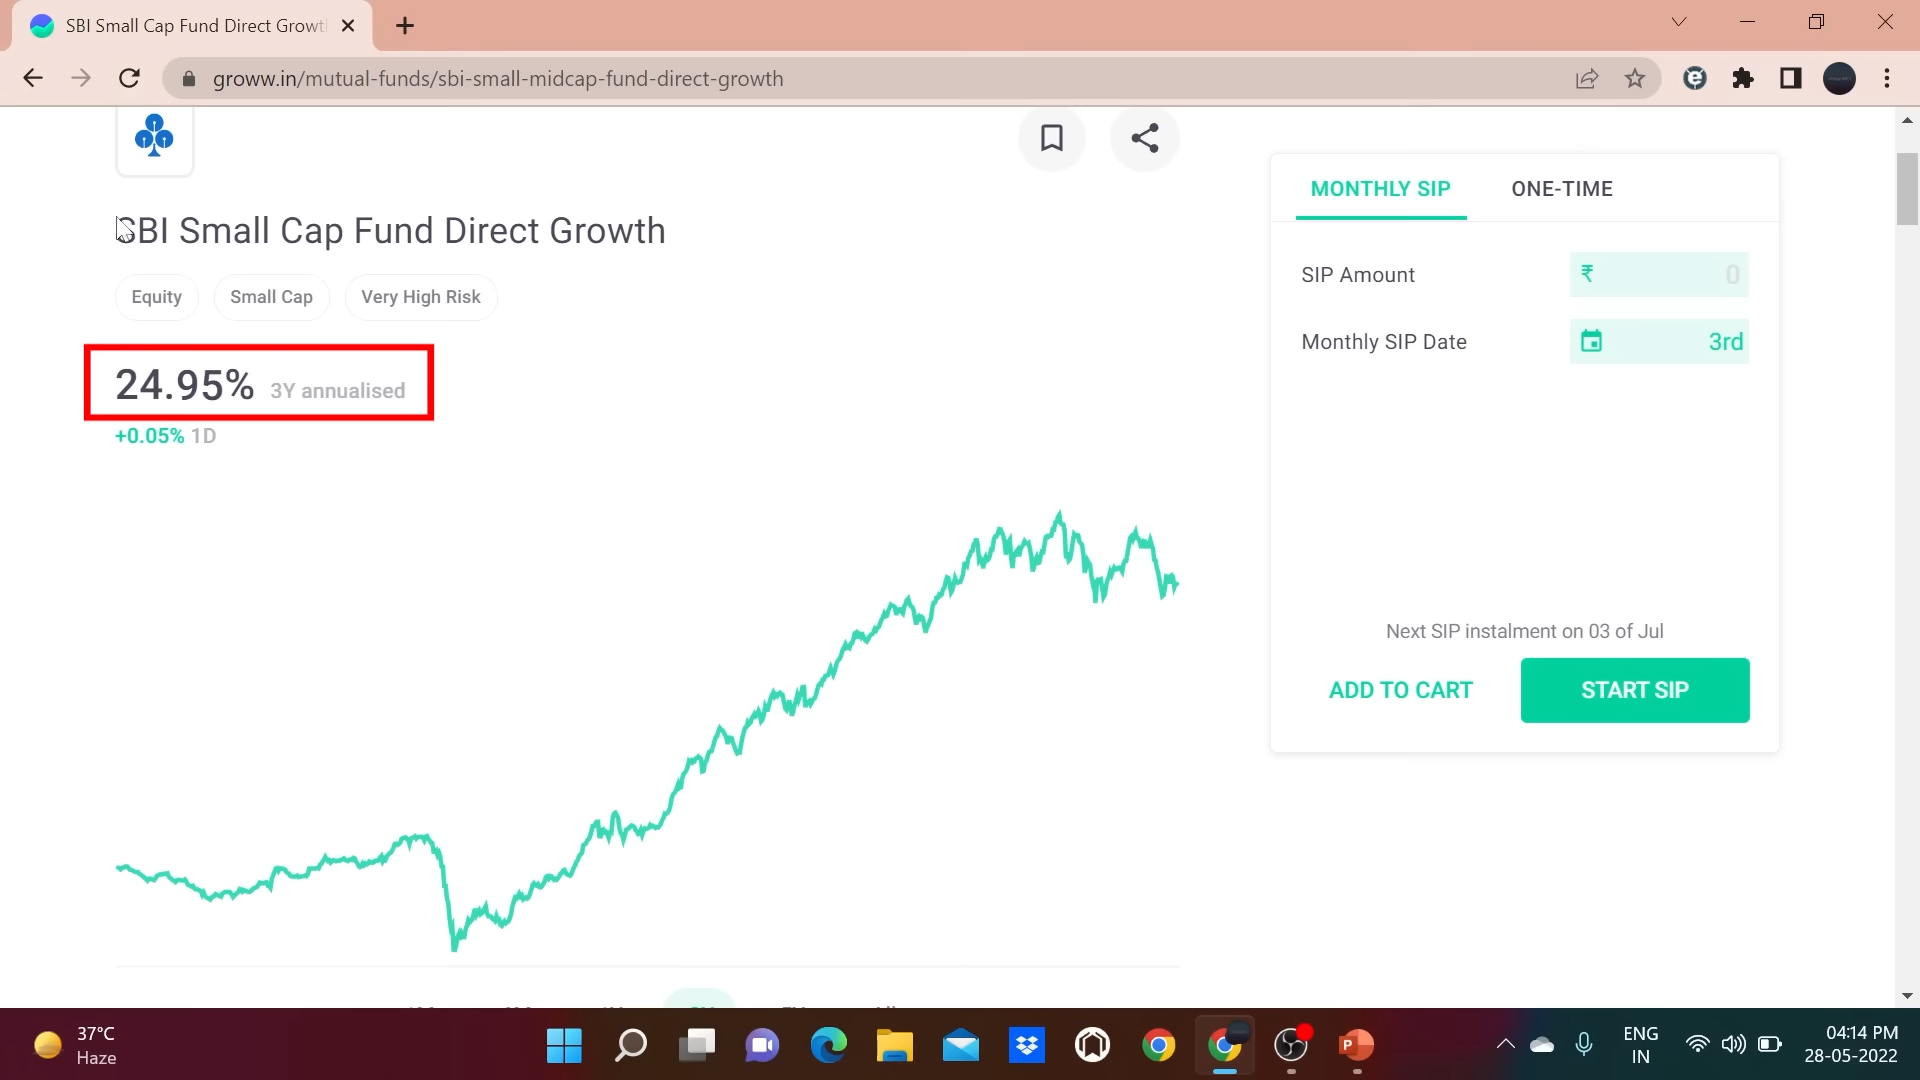 SBI Small Cap Fund Direct Growt
groww.in/mutual-funds/sbi-small-midcap-fund-direct-growth
SBI Small Cap Fund Direct Growth
Equity
Small Cap
Very High Risk
24.95% 3Y annualised
+0.05% 1D
MONTHLY SIP
ONE-TIME
SIP Amount
₹ 0
Monthly SIP Date
3rd
Next SIP instalment on 03 of Jul
ADD TO CART
START SIP
37°C
Haze
P
ENG
IN
04:14 PM
28-05-2022